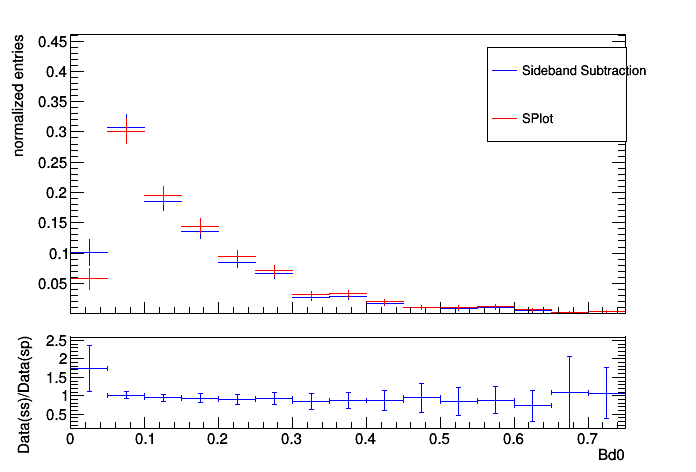 normalized entries
0.45
0.4
0.35
0.3
0.25
0.2
0.15
0.1
0.05
Sideband Subtraction
SPlot
Data(ss)/Data(sp)
2.5
2
1.5
1
0.5
0 0.1 0.2 0.3 0.4 0.5 0.6 0.7
Bd0